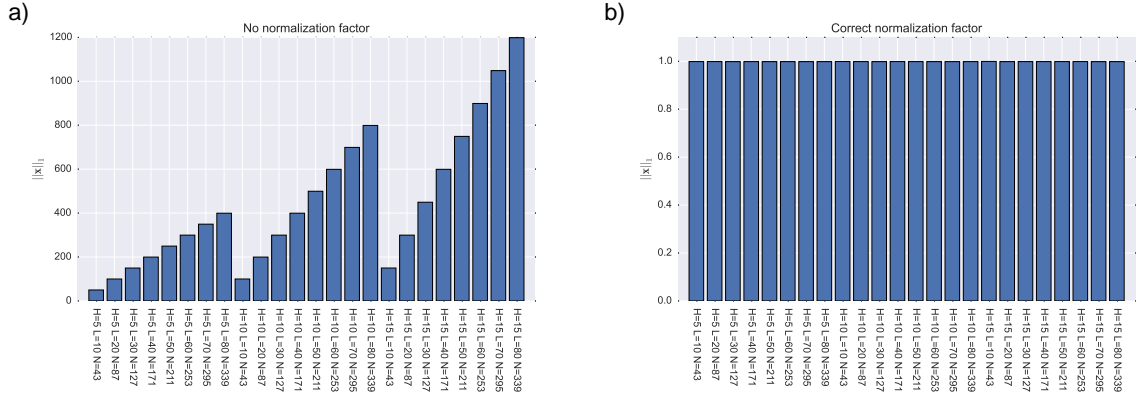 a)
No normalization factor
1200
1000
800
600
400
200
0
||x||₁
H=5 L=10 N=43
H=5 L=20 N=87
H=5 L=30 N=127
H=5 L=40 N=171
H=5 L=50 N=211
H=5 L=60 N=253
H=5 L=70 N=295
H=5 L=80 N=339
H=10 L=10 N=43
H=10 L=20 N=87
H=10 L=30 N=127
H=10 L=40 N=171
H=10 L=50 N=211
H=10 L=60 N=253
H=10 L=70 N=295
H=10 L=80 N=339
H=15 L=10 N=43
H=15 L=20 N=87
H=15 L=30 N=127
H=15 L=40 N=171
H=15 L=50 N=211
H=15 L=60 N=253
H=15 L=70 N=295
H=15 L=80 N=339
b)
Correct normalization factor
1.0
0.8
0.6
0.4
0.2
0.0
||x||₁
H=5 L=10 N=43
H=5 L=20 N=87
H=5 L=30 N=127
H=5 L=40 N=171
H=5 L=50 N=211
H=5 L=60 N=253
H=5 L=70 N=295
H=5 L=80 N=339
H=10 L=10 N=43
H=10 L=20 N=87
H=10 L=30 N=127
H=10 L=40 N=171
H=10 L=50 N=211
H=10 L=60 N=253
H=10 L=70 N=295
H=10 L=80 N=339
H=15 L=10 N=43
H=15 L=20 N=87
H=15 L=30 N=127
H=15 L=40 N=171
H=15 L=50 N=211
H=15 L=60 N=253
H=15 L=70 N=295
H=15 L=80 N=339